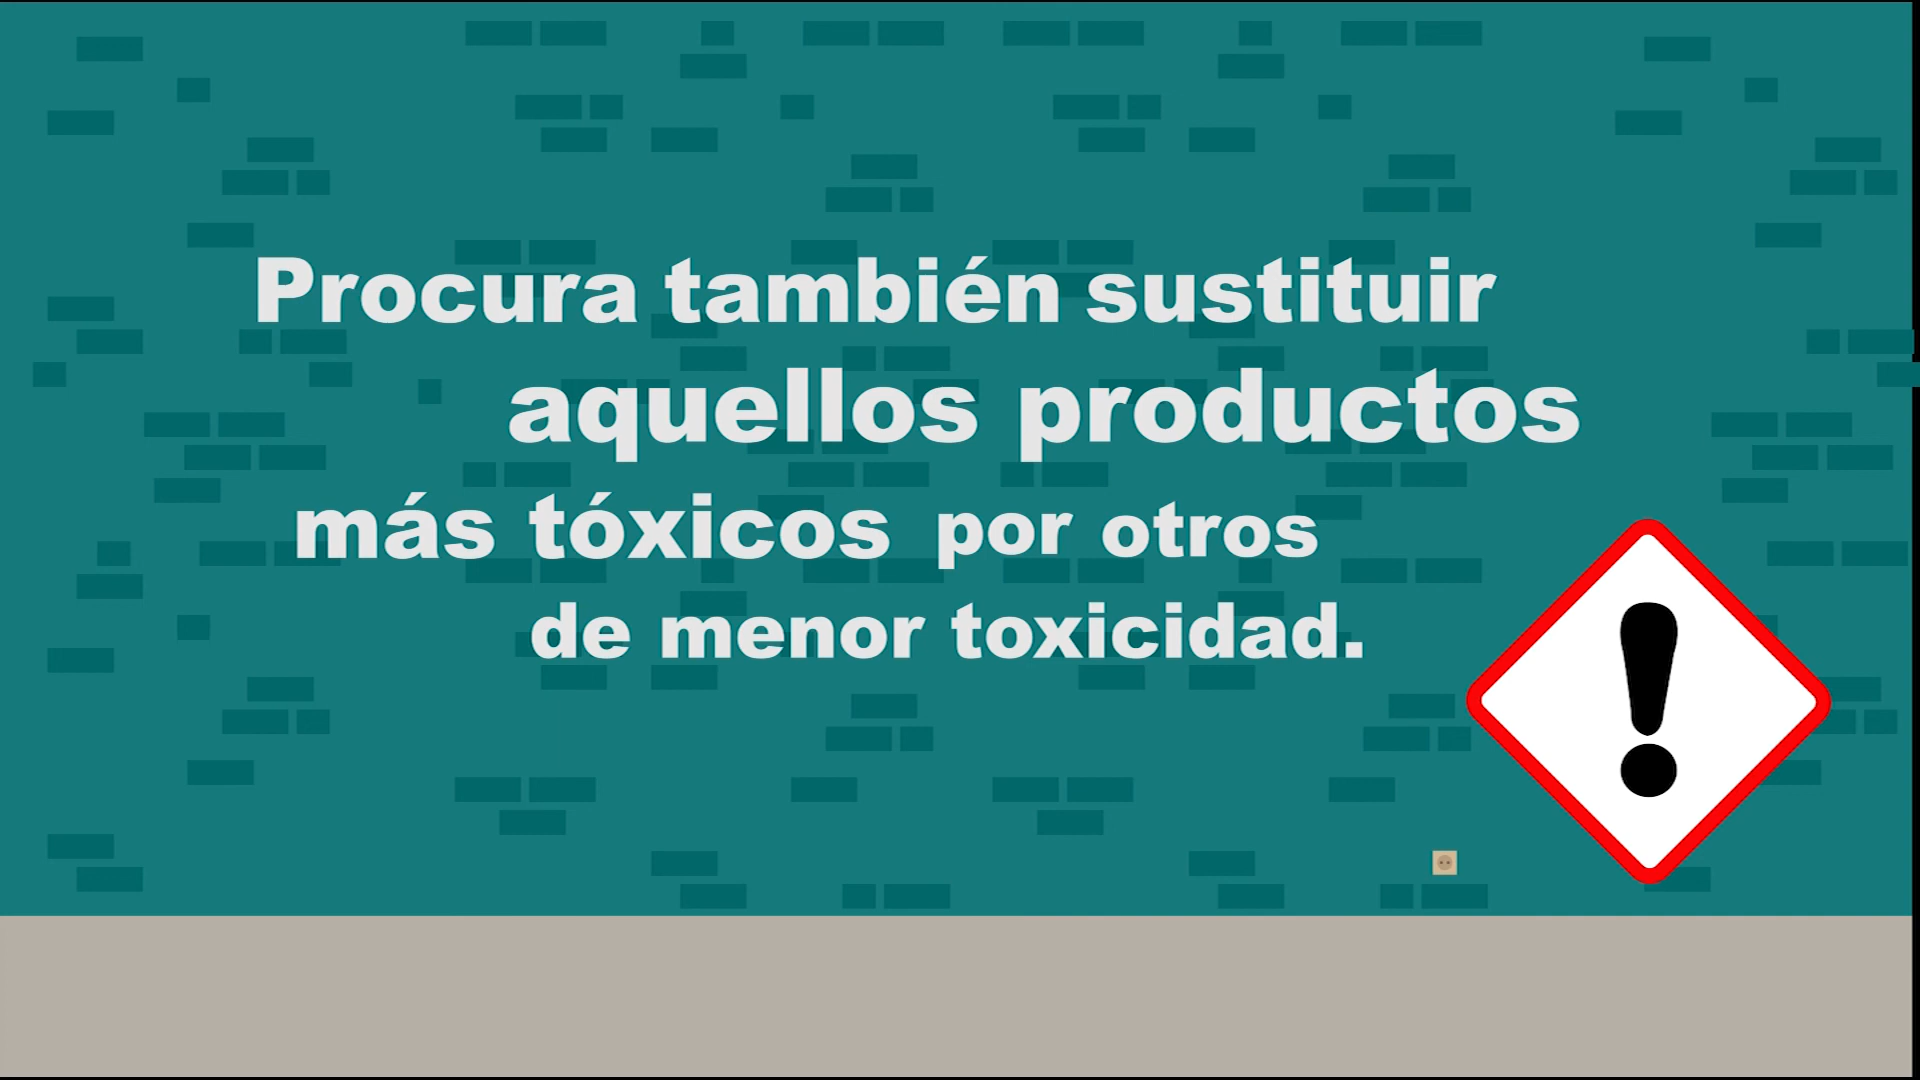 Procura también sustituir
aquellos productos
más tóxicos por otros
de menor toxicidad.